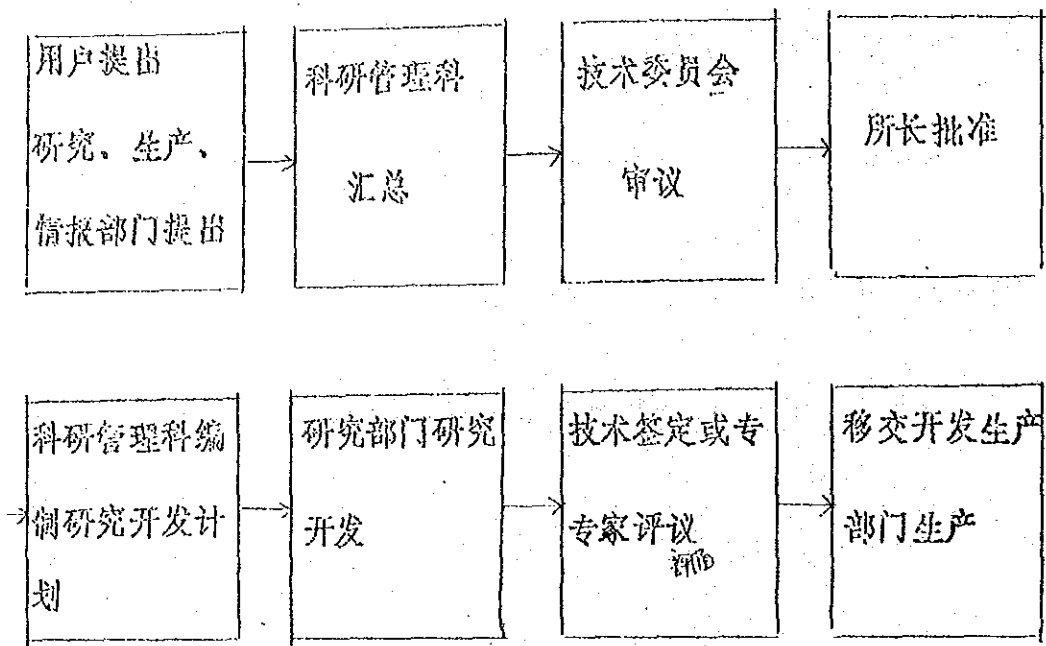 用户提出
研究、生产、
情报部门提出
科研管理科
汇总
技术委员会
审议
所长批准
科研管理科编
制研究开发计
划
研究部门研究
开发
技术签定或专
专家评议
移交开发生产
部门生产